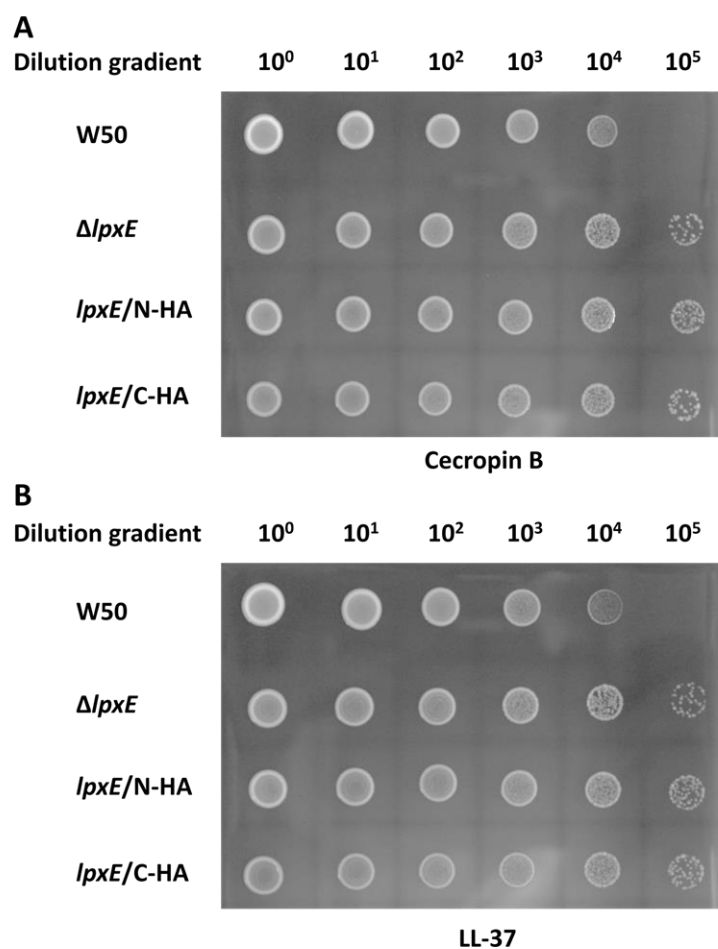 A
Dilution gradient 10⁰ 10¹ 10² 10³ 10⁴ 10⁵
W50
ΔlpxE
lpxE/N-HA
lpxE/C-HA
Cecropin B
B
Dilution gradient 10⁰ 10¹ 10² 10³ 10⁴ 10⁵
W50
ΔlpxE
lpxE/N-HA
lpxE/C-HA
LL-37